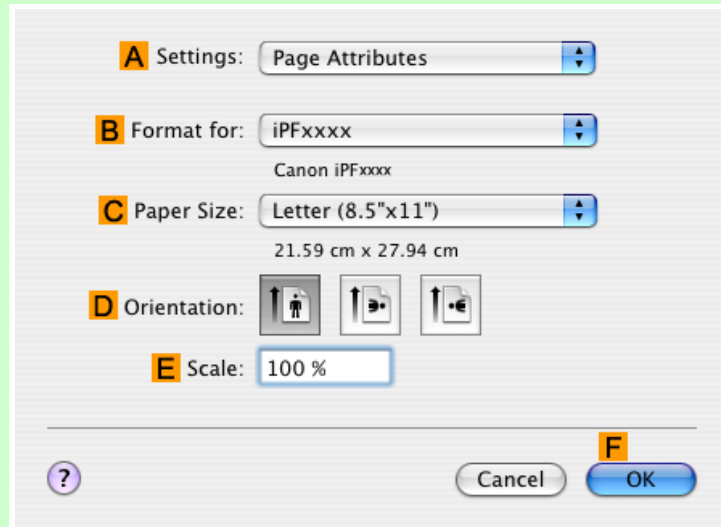 A Settings: Page Attributes
B Format for: iPFxxxx
Canon iPFxxxx
C Paper Size: Letter (8.5"x11")
21.59 cm x 27.94 cm
D Orientation:
E Scale: 100 %
F
? Cancel OK